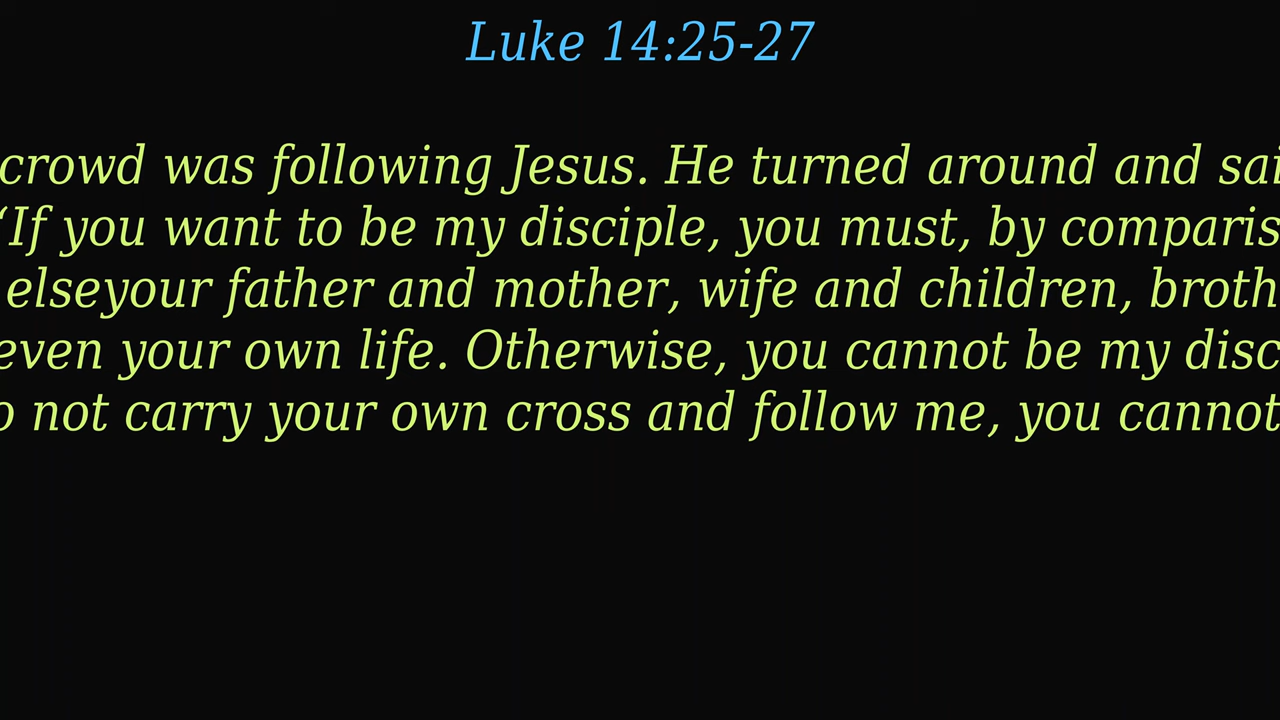 Luke 14:25-27
crowd was following Jesus. He turned around and sai
“If you want to be my disciple, you must, by comparis
elseyour father and mother, wife and children, broth
even your own life. Otherwise, you cannot be my disc
o not carry your own cross and follow me, you cannot